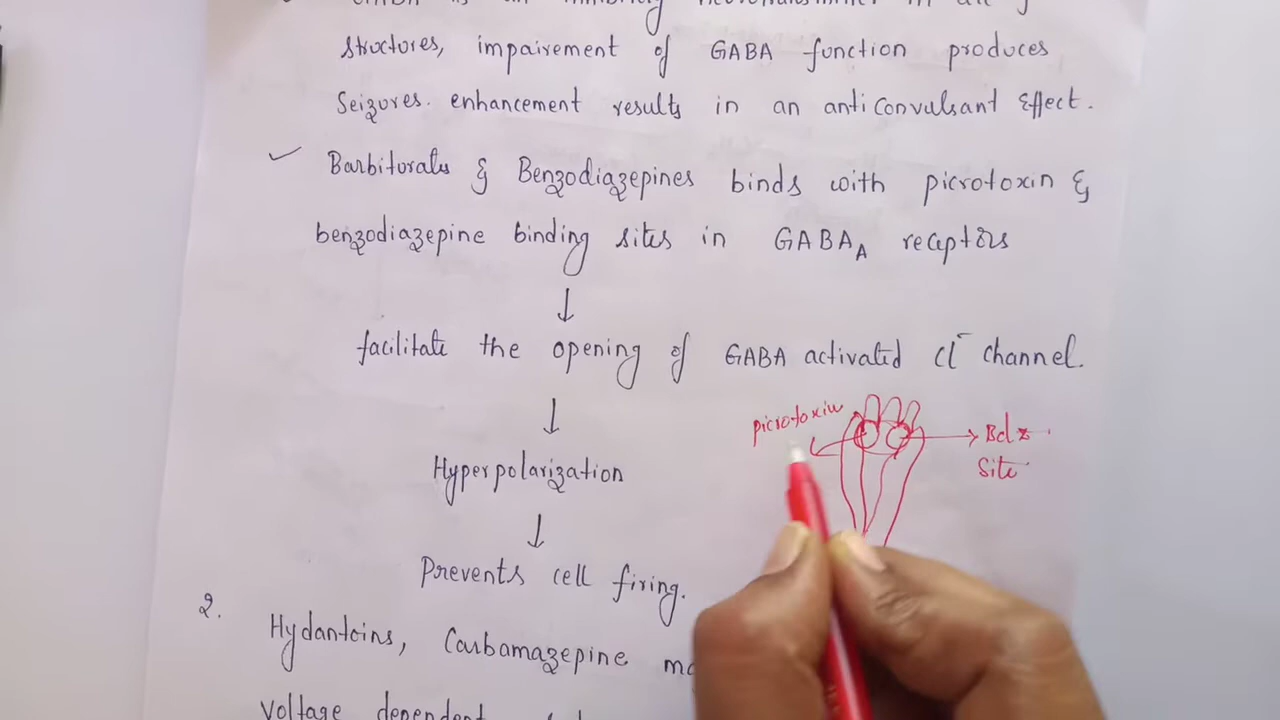 structures, impairement of GABA function produces
Seizures. enhancement results in an anticonvulsant Effect.
✓ Barbiturates & Benzodiazepines binds with picrotoxin &
benzodiazepine binding sites in GABAA receptors
↓
facilitate the opening of GABA activated Cl⁻ channel.
↓
picrotoxin
Bdz
Site
Hyperpolarization
↓
Prevents cell firing.
2.
Hydantoins, Carbamazepine
voltage dependent